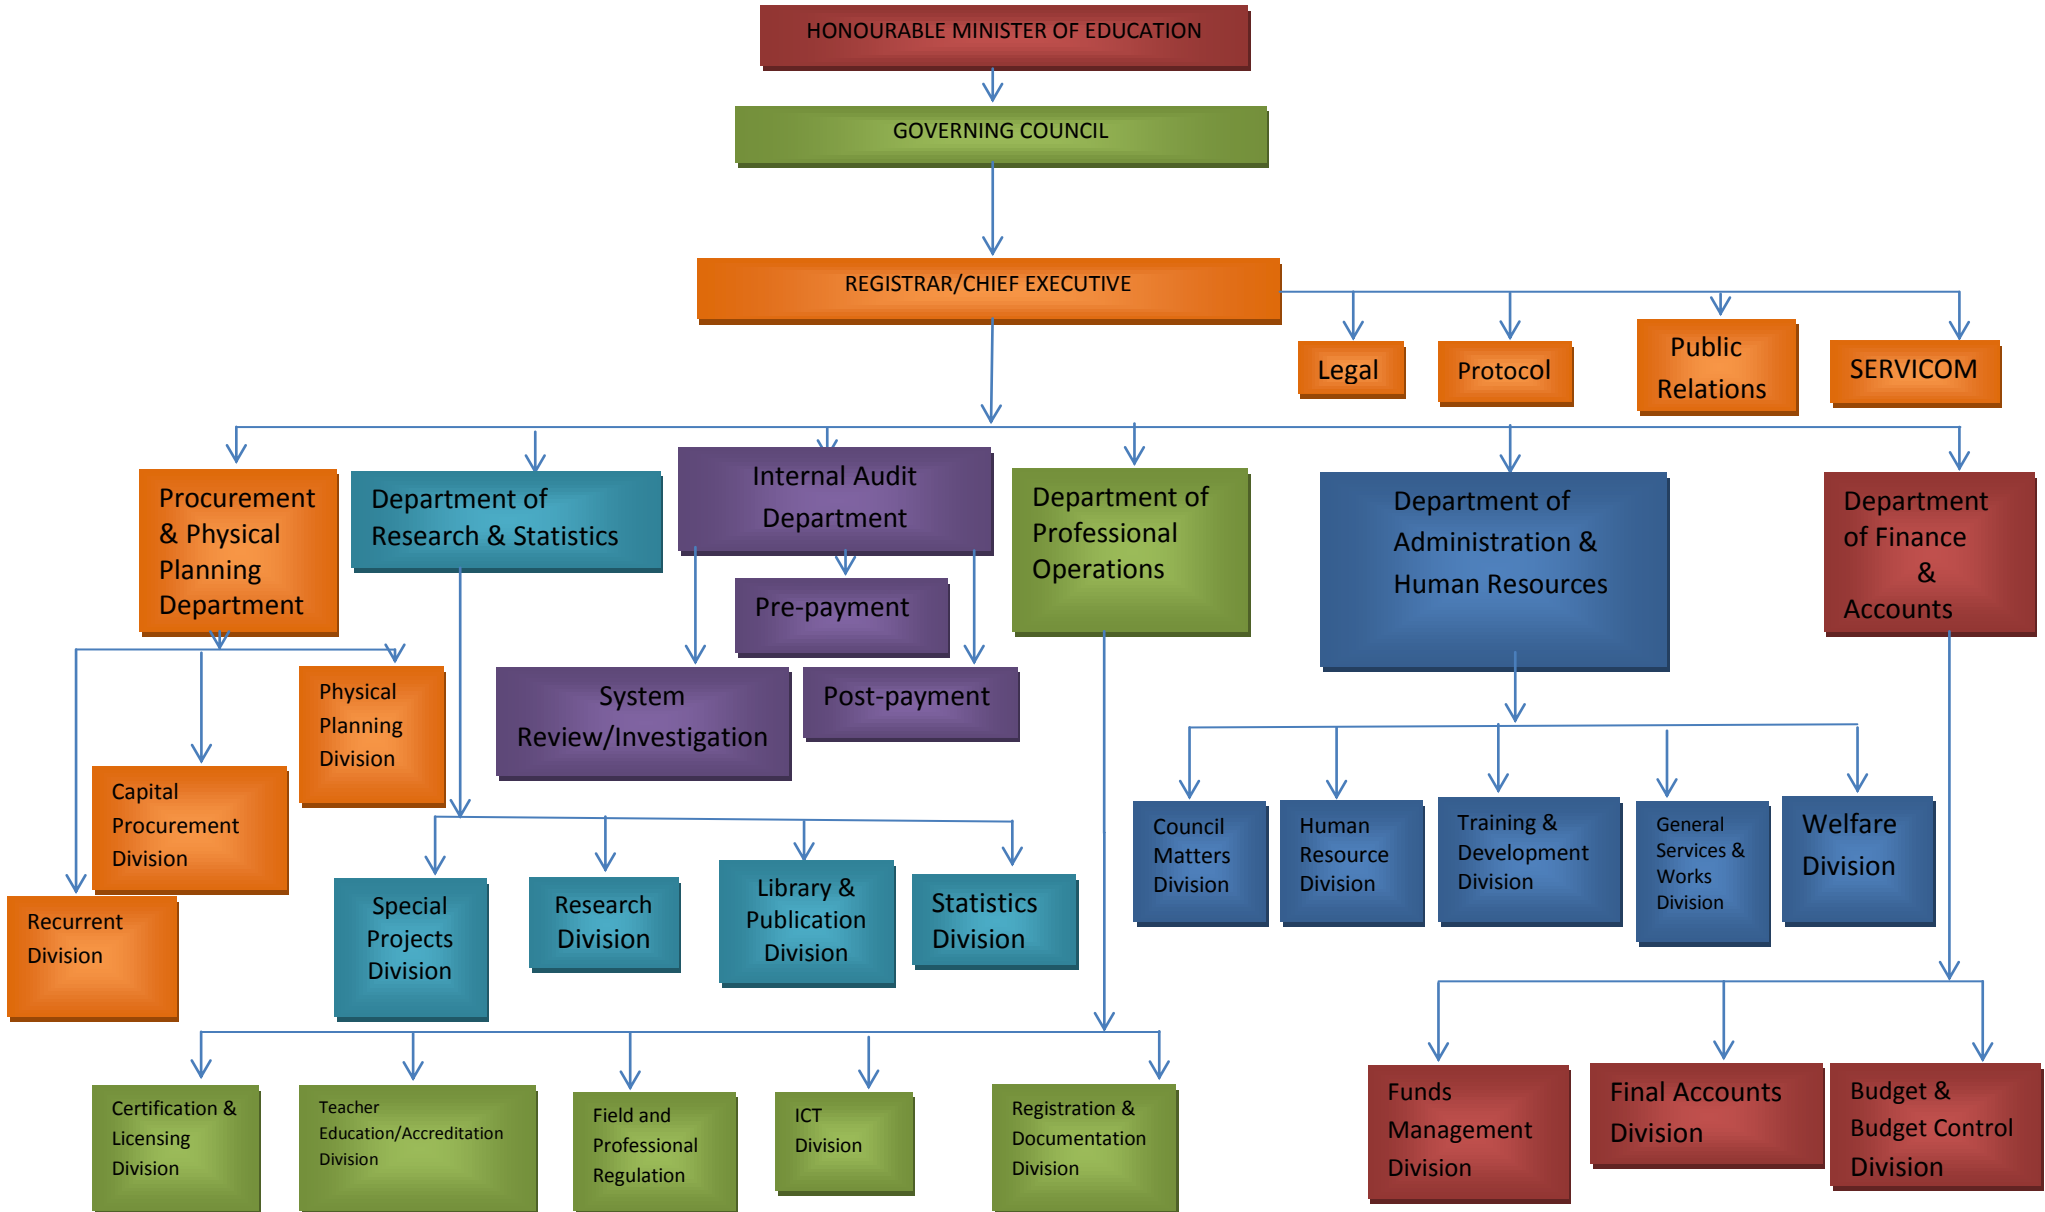 HONOURABLE MINISTER OF EDUCATION
GOVERNING COUNCIL
REGISTRAR/CHIEF EXECUTIVE
Legal
Protocol
Public
Relations
SERVICOM
Procurement
& Physical
Planning
Department
Department of
Research & Statistics
Internal Audit
Department
Department of
Professional
Operations
Department of
Administration &
Human Resources
Department
of Finance
&
Accounts
Pre-payment
System
Review/Investigation
Post-payment
Physical
Planning
Division
Capital
Procurement
Division
Recurrent
Division
Special
Projects
Division
Research
Division
Library &
Publication
Division
Statistics
Division
Council
Matters
Division
Human
Resource
Division
Training &
Development
Division
General
Services &
Works
Division
Welfare
Division
Certification &
Licensing
Division
Teacher
Education/Accreditation
Division
Field and
Professional
Regulation
ICT
Division
Registration &
Documentation
Division
Funds
Management
Division
Final Accounts
Division
Budget &
Budget Control
Division